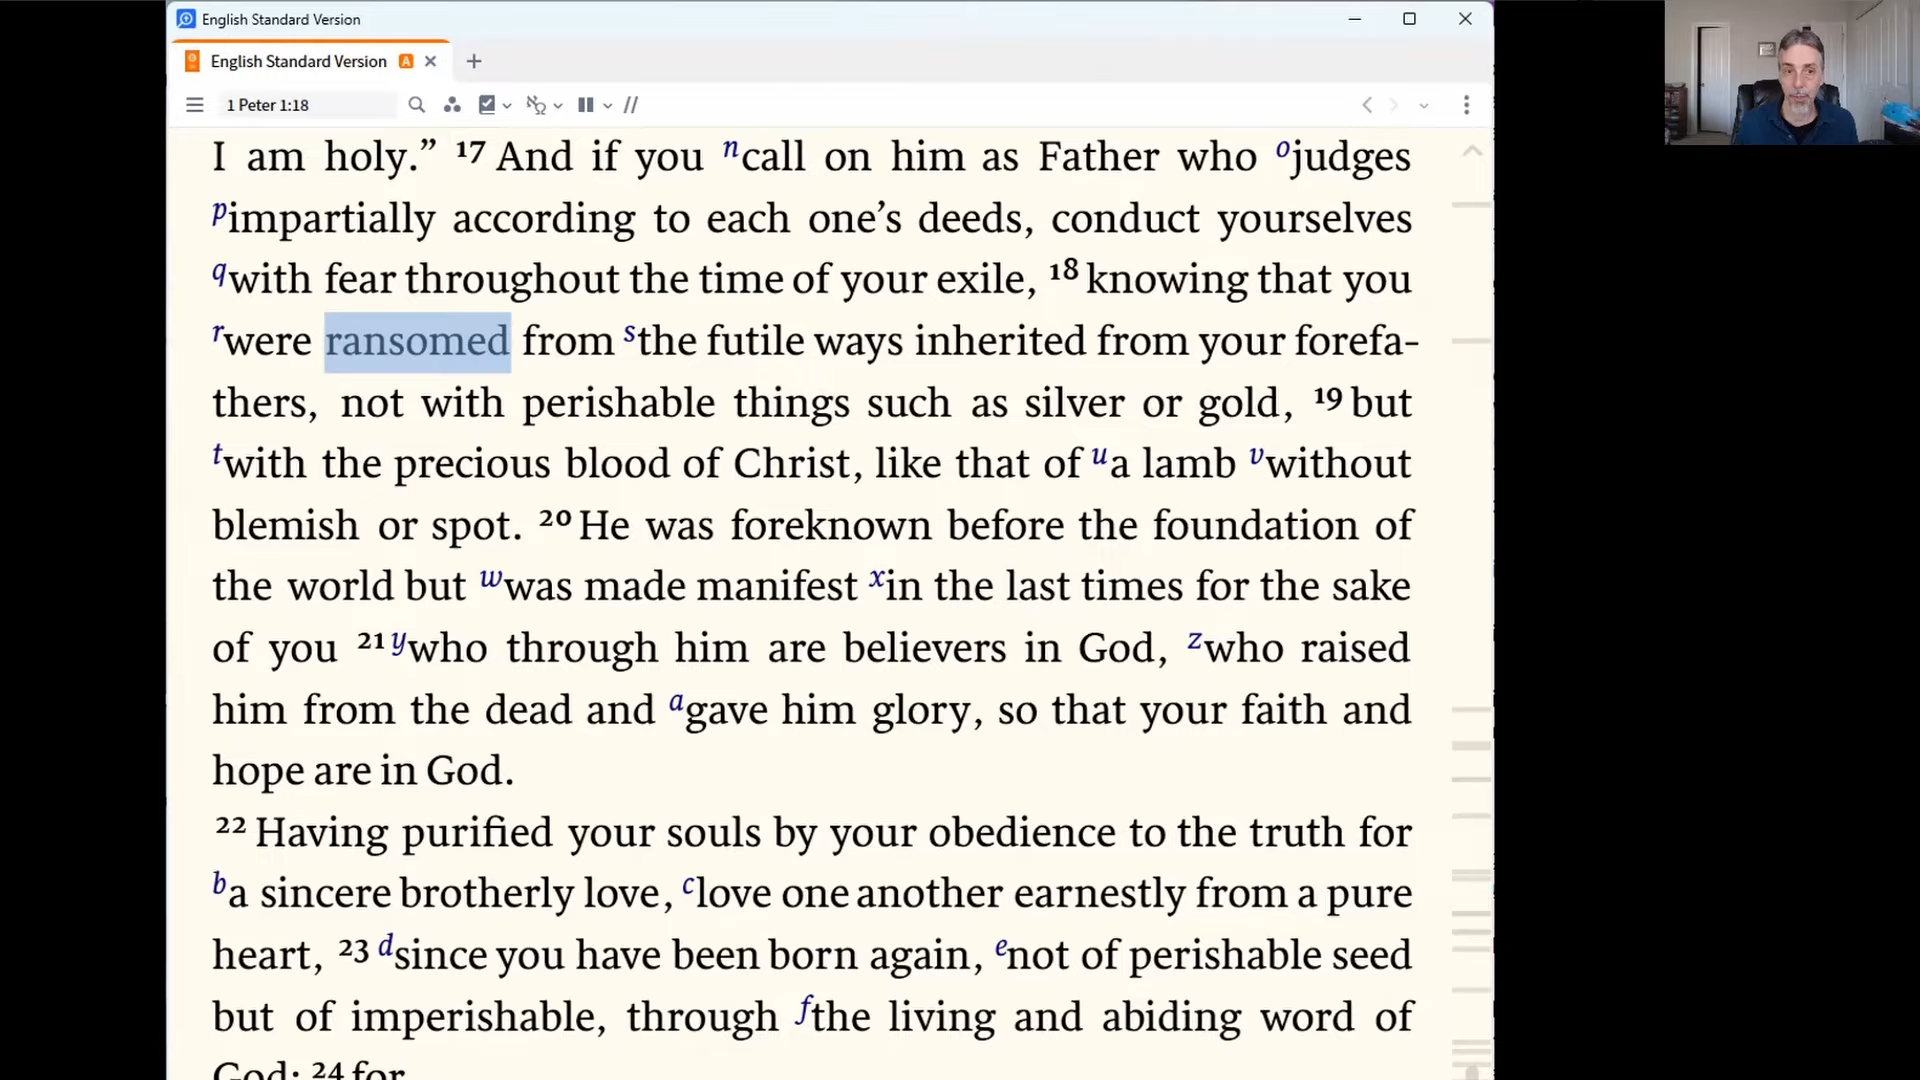 English Standard Version
English Standard Version A
1 Peter 1:18
I am holy.” 17 And if you ncall on him as Father who ojudges
pimpartially according to each one’s deeds, conduct yourselves
qwith fear throughout the time of your exile, 18 knowing that you
rwere ransomed from sthe futile ways inherited from your forefa-
thers, not with perishable things such as silver or gold, 19 but
twith the precious blood of Christ, like that of ua lamb vwithout
blemish or spot. 20 He was foreknown before the foundation of
the world but wwas made manifest xin the last times for the sake
of you 21 ywho through him are believers in God, zwho raised
him from the dead and agave him glory, so that your faith and
hope are in God.
22 Having purified your souls by your obedience to the truth for
ba sincere brotherly love, clove one another earnestly from a pure
heart, 23 dsince you have been born again, enot of perishable seed
but of imperishable, through fthe living and abiding word of
God; 24 for